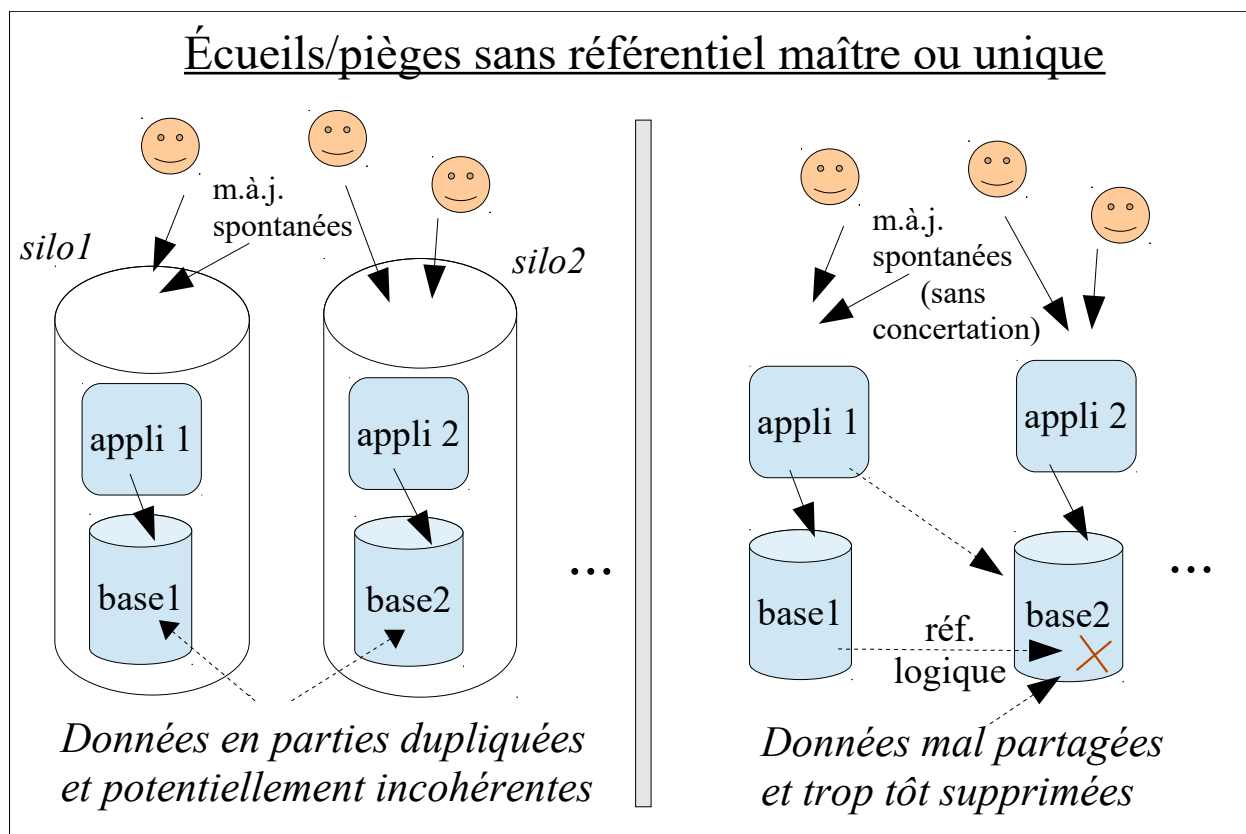 Écueils/pièges sans référentiel maître ou unique
m.à.j.
spontanées
silo1
silo2
appli 1
appli 2
base1
base2
...
Données en parties dupliquées
et potentiellement incohérentes
m.à.j.
spontanées
(sans
concertation)
appli 1
appli 2
base1
base2
...
réf.
logique
Données mal partagées
et trop tôt supprimées